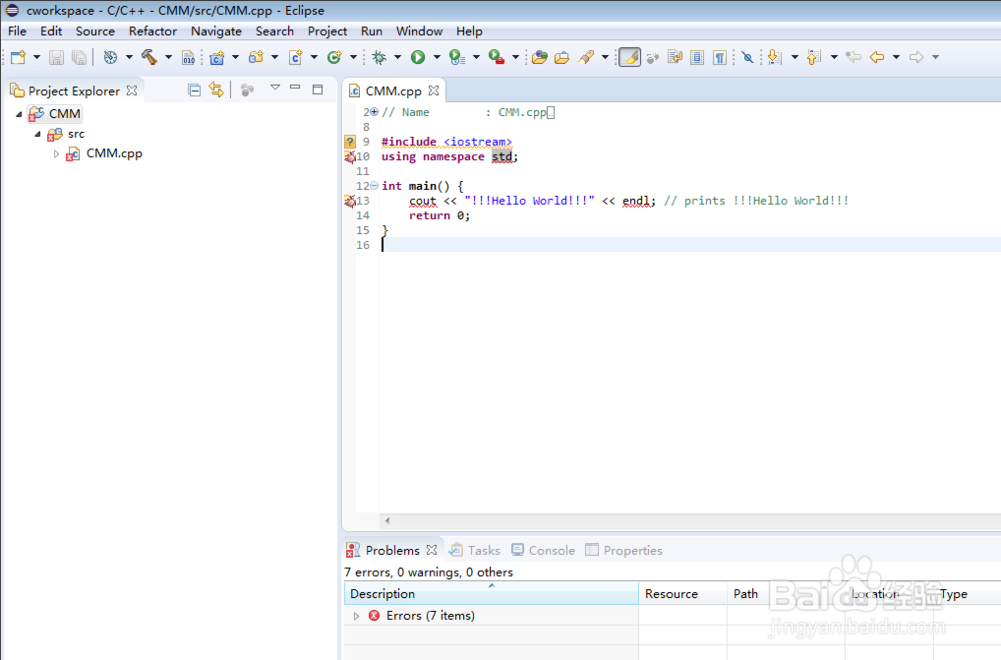 cworkspace - C/C++ - CMM/src/CMM.cpp - Eclipse
File Edit Source Refactor Navigate Search Project Run Window Help
Project Explorer
CMM
src
CMM.cpp
CMM.cpp
2 // Name : CMM.cpp
8
9 #include <iostream>
10 using namespace std;
11
12 int main() {
13 cout << "!!!Hello World!!!" << endl; // prints !!!Hello World!!!
14 return 0;
15 }
16
Problems Tasks Console Properties
7 errors, 0 warnings, 0 others
Description Resource Path Location Type
Errors (7 items)
Baidu 经验
jingyan.baidu.com